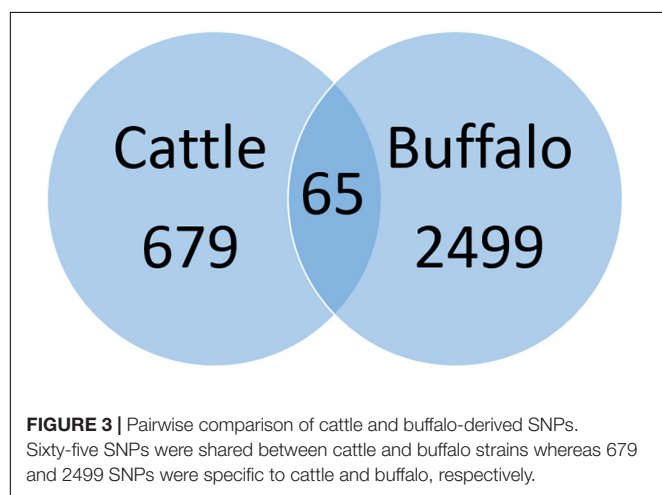 Cattle
679
65
Buffalo
2499
FIGURE 3 | Pairwise comparison of cattle and buffalo-derived SNPs.
Sixty-five SNPs were shared between cattle and buffalo strains whereas 679
and 2499 SNPs were specific to cattle and buffalo, respectively.